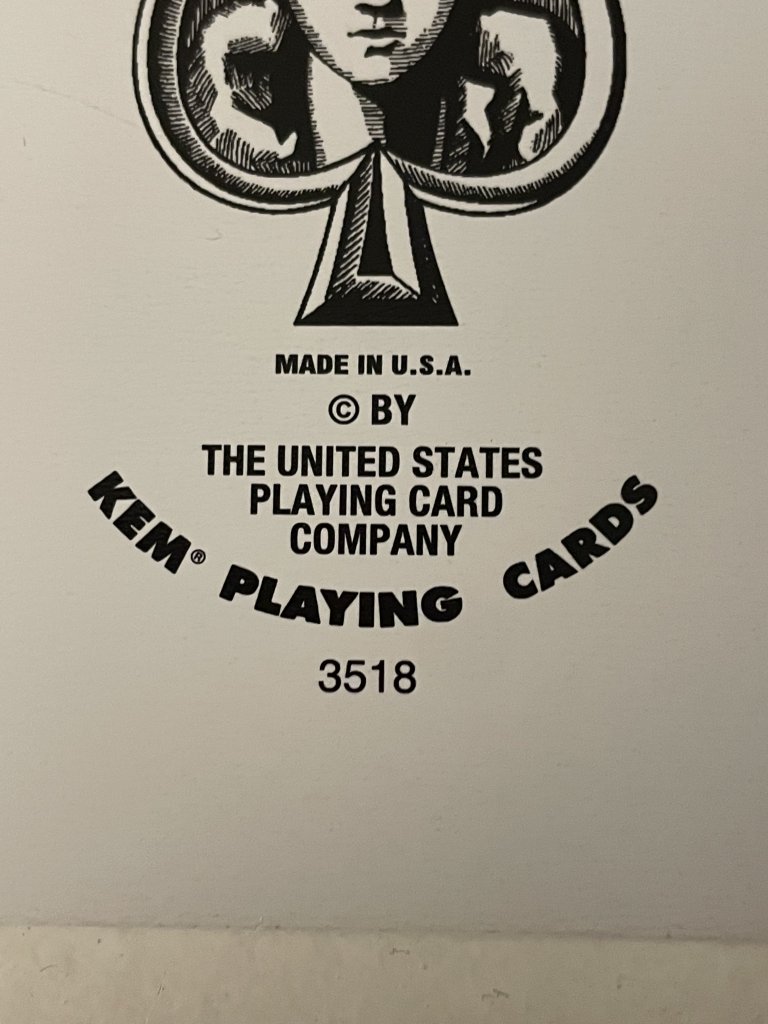 MADE IN U.S.A.
© BY
THE UNITED STATES
PLAYING CARD
COMPANY
KEM® PLAYING CARDS
3518